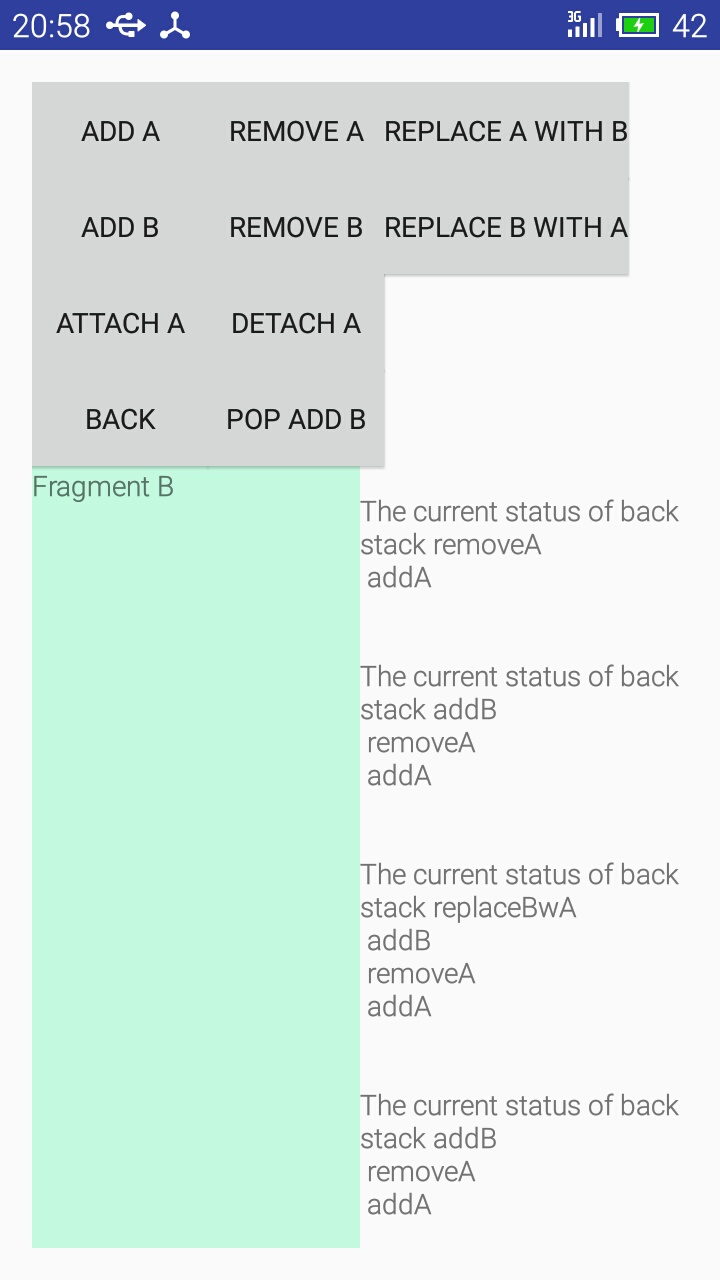 20:58 3G 42
ADD A REMOVE A REPLACE A WITH B
ADD B REMOVE B REPLACE B WITH A
ATTACH A DETACH A
BACK POP ADD B
Fragment B
The current status of back
stack removeA
addA
The current status of back
stack addB
removeA
addA
The current status of back
stack replaceBwA
addB
removeA
addA
The current status of back
stack addB
removeA
addA